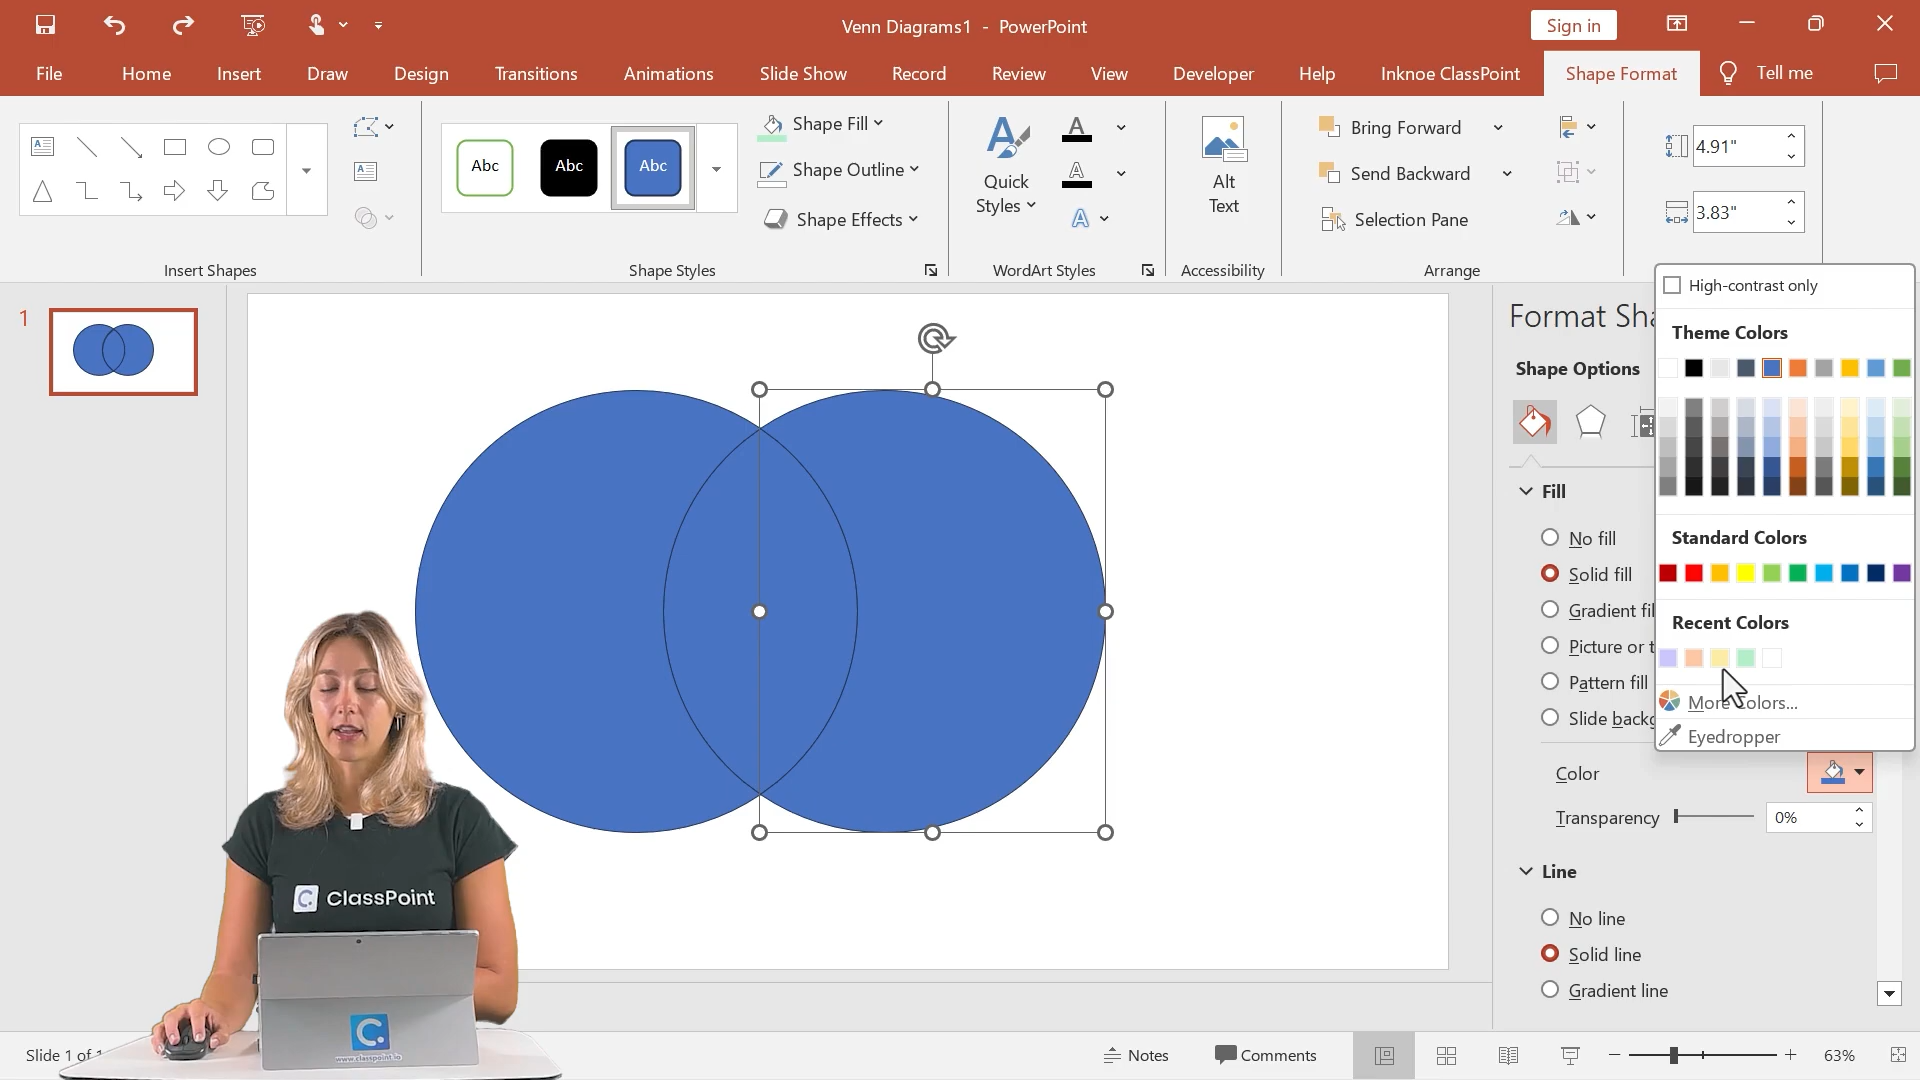 Venn Diagrams1 - PowerPoint
Sign in
File Home Insert Draw Design Transitions Animations Slide Show Record Review View Developer Help Inknoe ClassPoint Shape Format Tell me
Abc Abc Abc
Shape Fill
Shape Outline
Shape Effects
Quick
Styles
Alt
Text
Bring Forward
Send Backward
Selection Pane
4.91"
3.83"
Insert Shapes Shape Styles WordArt Styles Accessibility Arrange
1
Format Sha
Shape Options
Fill
No fill
Solid fill
Gradient fil
Picture or t
Pattern fill
Slide backg
High-contrast only
Theme Colors
Standard Colors
Recent Colors
More Colors...
Eyedropper
Color
Transparency 0%
Line
No line
Solid line
Gradient line
ClassPoint
www.classpoint.io
Slide 1 of 1
Notes Comments 63%